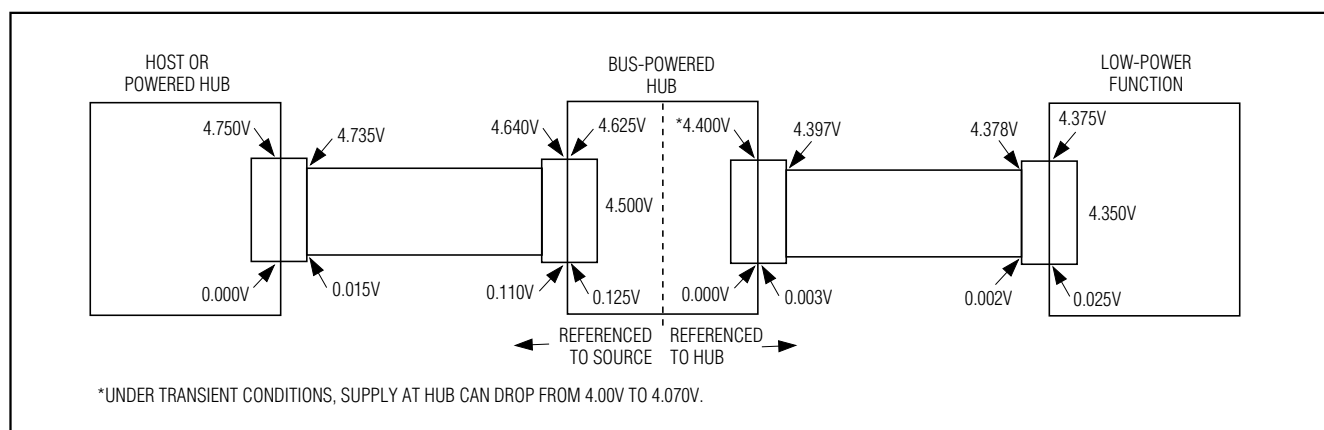 HOST OR
POWERED HUB
BUS-POWERED
HUB
LOW-POWER
FUNCTION
4.750V
4.735V
4.640V
4.625V
*4.400V
4.397V
4.378V
4.375V
4.500V
4.350V
0.000V
0.015V
0.110V
0.125V
0.000V
0.003V
0.002V
0.025V
REFERENCED
TO SOURCE
REFERENCED
TO HUB
*UNDER TRANSIENT CONDITIONS, SUPPLY AT HUB CAN DROP FROM 4.00V TO 4.070V.